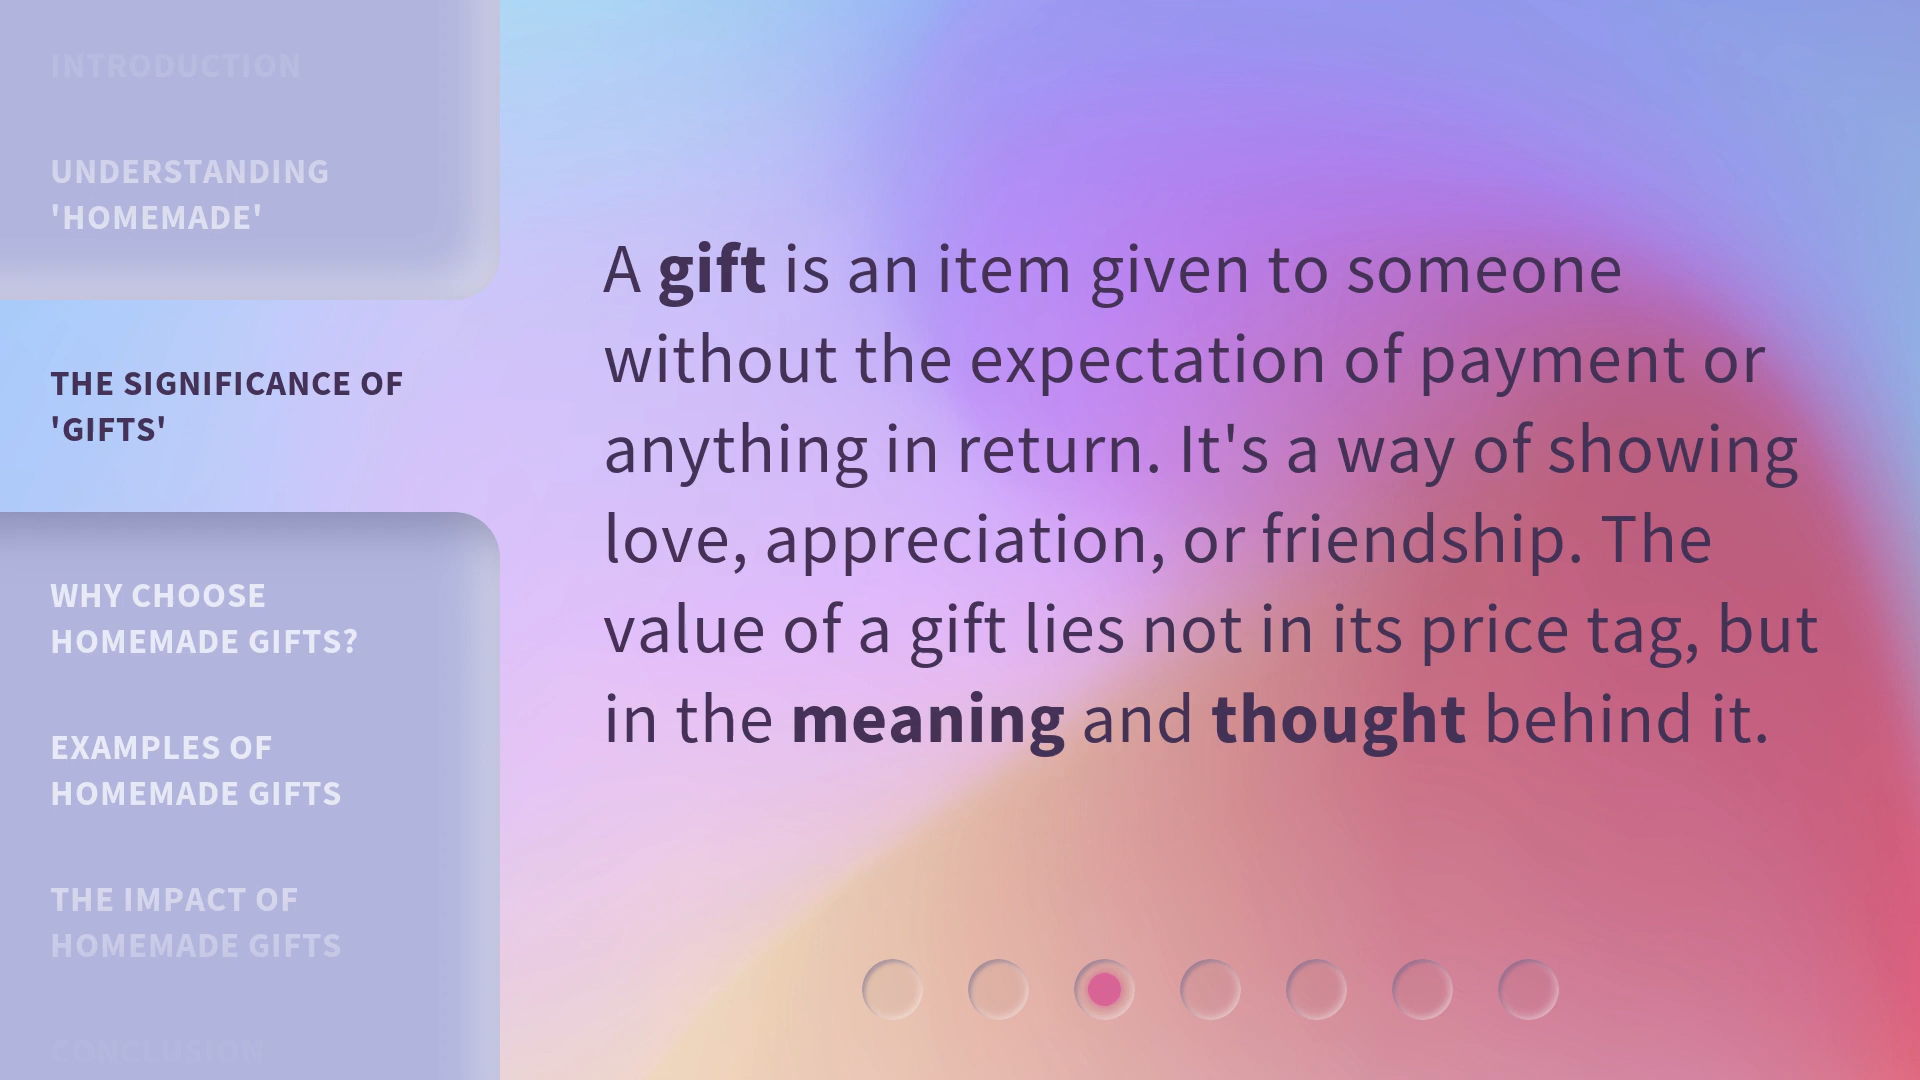 INTRODUCTION
UNDERSTANDING
'HOMEMADE'
THE SIGNIFICANCE OF
'GIFTS'
WHY CHOOSE
HOMEMADE GIFTS?
EXAMPLES OF
HOMEMADE GIFTS
THE IMPACT OF
HOMEMADE GIFTS
CONCLUSION
A gift is an item given to someone
without the expectation of payment or
anything in return. It's a way of showing
love, appreciation, or friendship. The
value of a gift lies not in its price tag, but
in the meaning and thought behind it.